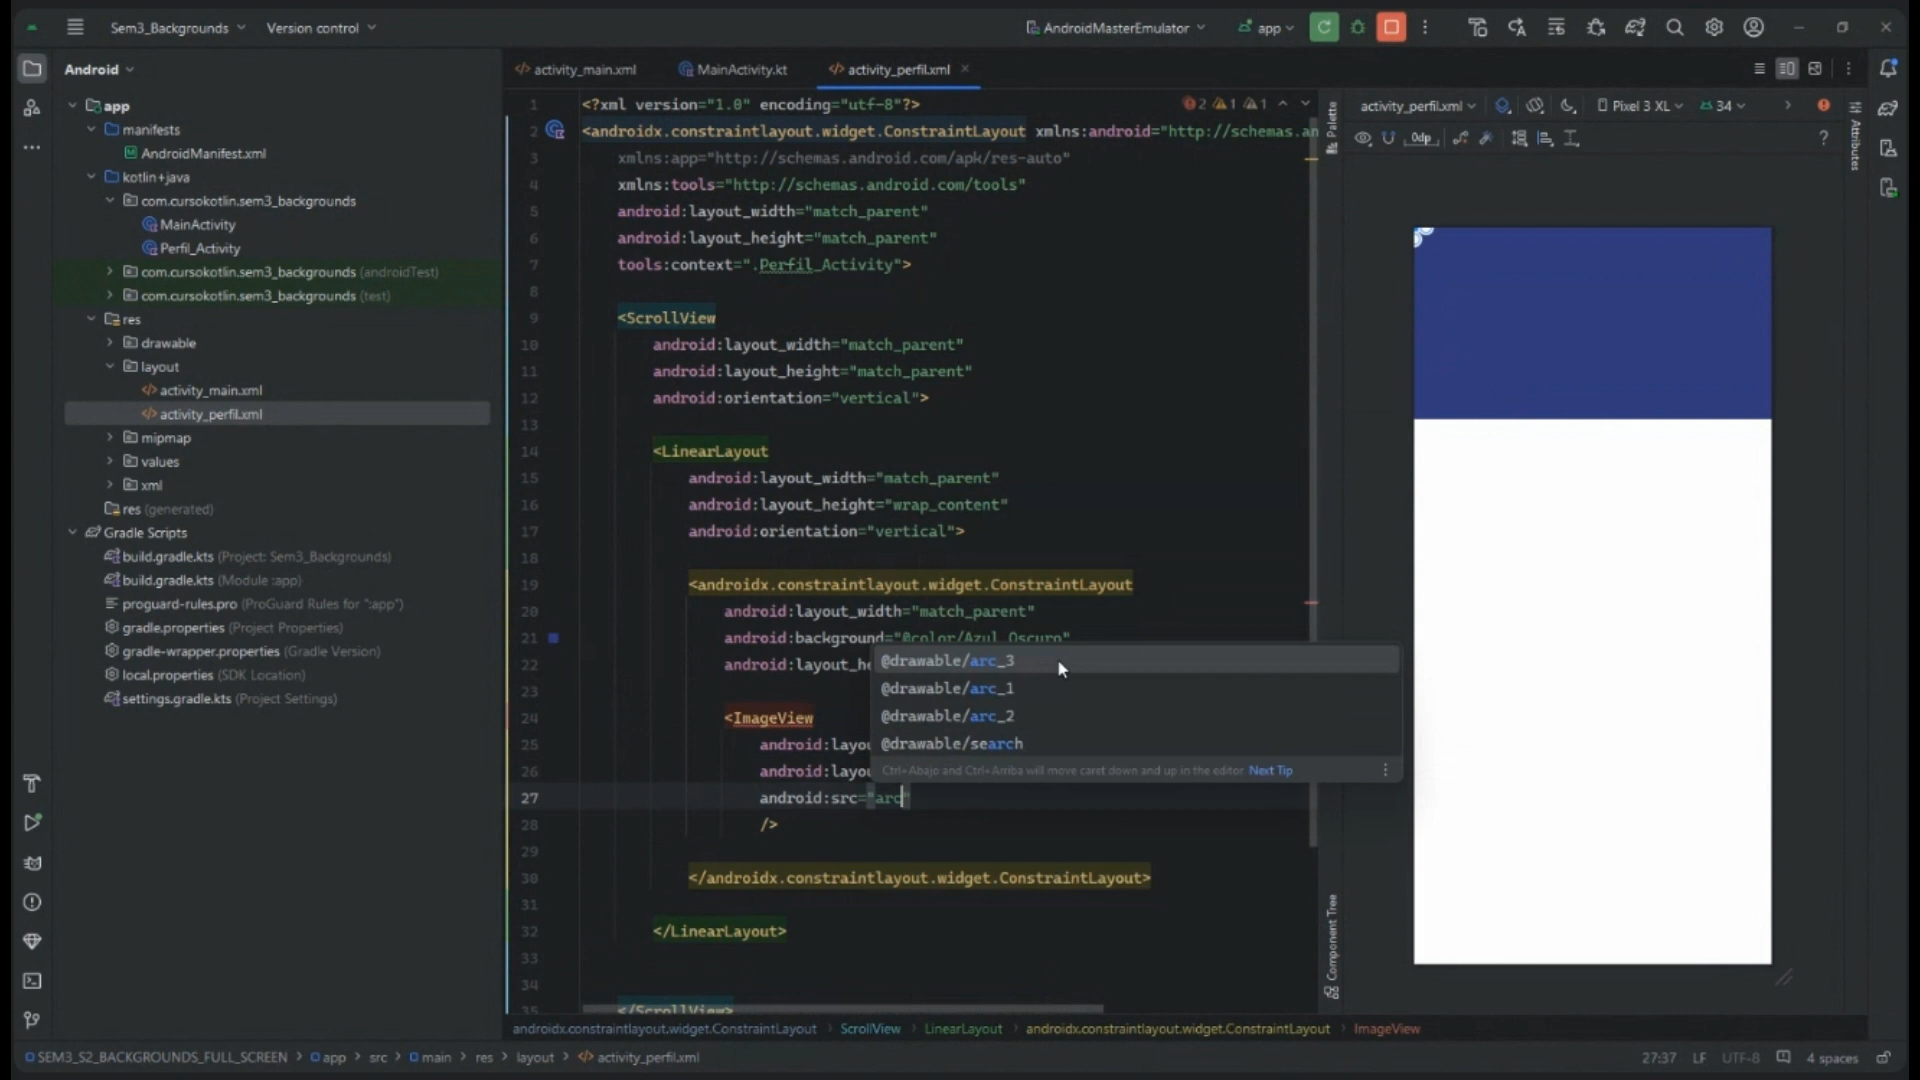 Sem3_Backgrounds
Version control
AndroidMasterEmulator
app
Android
activity_main.xml
MainActivity.kt
activity_perfil.xml
app
manifests
AndroidManifest.xml
kotlin+java
com.cursokotlin.sem3_backgrounds
MainActivity
Perfil_Activity
com.cursokotlin.sem3_backgrounds (androidTest)
com.cursokotlin.sem3_backgrounds (test)
res
drawable
layout
activity_main.xml
activity_perfil.xml
mipmap
values
xml
res (generated)
Gradle Scripts
build.gradle.kts (Project: Sem3_Backgrounds)
build.gradle.kts (Module :app)
proguard-rules.pro (ProGuard Rules for ":app")
gradle.properties (Project Properties)
gradle-wrapper.properties (Gradle Version)
local.properties (SDK Location)
settings.gradle.kts (Project Settings)
2 1 1
1 <?xml version="1.0" encoding="utf-8"?>
2 <androidx.constraintlayout.widget.ConstraintLayout xmlns:android="http://schemas.an
3 xmlns:app="http://schemas.android.com/apk/res-auto"
4 xmlns:tools="http://schemas.android.com/tools"
5 android:layout_width="match_parent"
6 android:layout_height="match_parent"
7 tools:context=".Perfil_Activity">
8
9 <ScrollView
10 android:layout_width="match_parent"
11 android:layout_height="match_parent"
12 android:orientation="vertical">
13
14 <LinearLayout
15 android:layout_width="match_parent"
16 android:layout_height="wrap_content"
17 android:orientation="vertical">
18
19 <androidx.constraintlayout.widget.ConstraintLayout
20 android:layout_width="match_parent"
21 android:background="@color/Azul_Oscuro"
22 android:layout_he
23
24 <ImageView
25 android:layou
26 android:layou
27 android:src="arc"
28 />
29
30 </androidx.constraintlayout.widget.ConstraintLayout>
31
32 </LinearLayout>
33
34
35 </ScrollView>
@drawable/arc_3
@drawable/arc_1
@drawable/arc_2
@drawable/search
Ctrl+Abajo and Ctrl+Arriba will move caret down and up in the editor Next Tip
Palette
Component Tree
activity_perfil.xml
Pixel 3 XL
34
0dp
?
Attributes
androidx.constraintlayout.widget.ConstraintLayout
ScrollView
LinearLayout
androidx.constraintlayout.widget.ConstraintLayout
ImageView
SEM3_S2_BACKGROUNDS_FULL_SCREEN
app
src
main
res
layout
activity_perfil.xml
27:37
LF
UTF-8
4 spaces